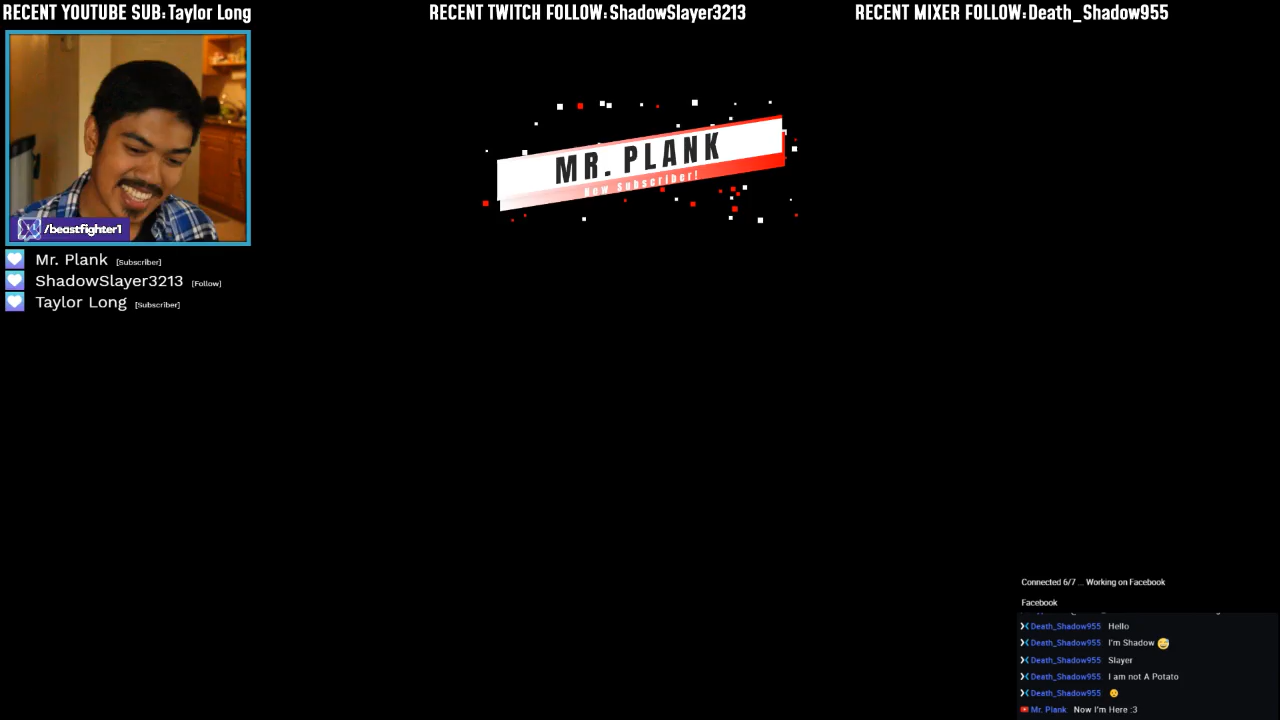 RECENT YOUTUBE SUB: Taylor Long
RECENT TWITCH FOLLOW: ShadowSlayer3213
RECENT MIXER FOLLOW: Death_Shadow955
MR. PLANK
New Subscriber!
/beastfighter1
Mr. Plank [Subscriber]
ShadowSlayer3213 [Follow]
Taylor Long [Subscriber]
Connected 6/7 ... Working on Facebook
Facebook
Death_Shadow955 Hello
Death_Shadow955 I'm Shadow 😅
Death_Shadow955 Slayer
Death_Shadow955 I am not A Potato
Death_Shadow955
Mr. Plank Now I'm Here :3